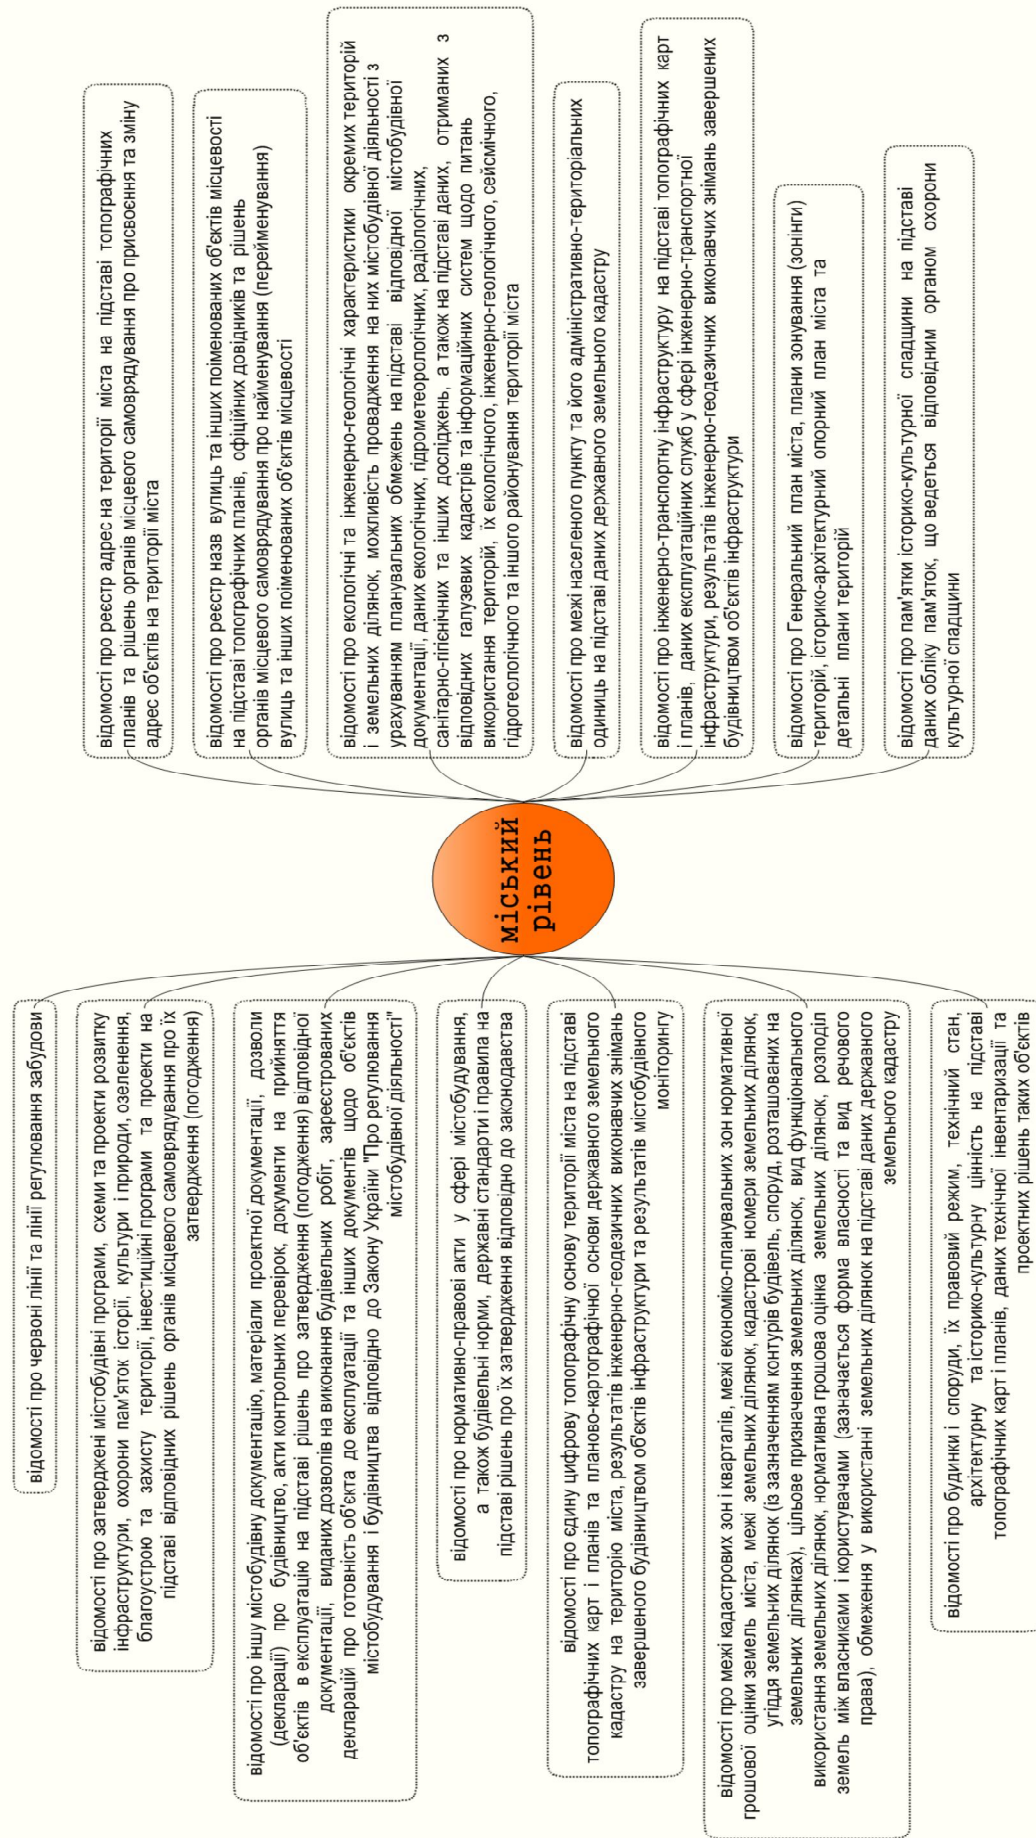 відомості про червоні лінії та лінії регулювання забудови
відомості про затверджені містобудівні програми, схеми та проекти розвитку
інфраструктури, охорони пам'яток історії, культури і природи, озеленення,
благоустрою та захисту території, інвестиційні програми та проекти на
підставі відповідних рішень органів місцевого самоврядування про їх
затвердження (погодження)
відомості про іншу містобудівну документацію, матеріали проектної документації, дозволи
(декларації) про будівництво, акти контрольних перевірок, документи на прийняття
об'єктів в експлуатацію на підставі рішень про затвердження (погодження) відповідної
документації, виданих дозволів на виконання будівельних робіт, зареєстрованих
декларацій про готовність об'єкта до експлуатації та інших документів щодо об'єктів
містобудування і будівництва відповідно до Закону України "Про регулювання
містобудівної діяльності"
відомості про нормативно-правові акти у сфері містобудування,
а також будівельні норми, державні стандарти і правила на
підставі рішень про їх затвердження відповідно до законодавства
відомості про єдину цифрову топографічну основу території міста на підставі
топографічних карт і планів та планово-картографічної основи державного земельного
кадастру на територію міста, результатів інженерно-геодезичних виконавчих знімань
завершеного будівництвом об'єктів інфраструктури та результатів містобудівного
моніторингу
відомості про межі кадастрових зон і кварталів, межі економіко-планувальних зон нормативної
грошової оцінки земель міста, межі земельних ділянок, кадастрові номери земельних ділянок,
угіддя земельних ділянок (із зазначенням контурів будівель, споруд, розташованих на
земельних ділянках), цільове призначення земельних ділянок, вид функціонального
використання земельних ділянок, нормативна грошова оцінка земельних ділянок, розподіл
земель між власниками і користувачами (зазначається форма власності та вид речового
права), обмеження у використанні земельних ділянок на підставі даних держаного
земельного кадастру
відомості про будинки і споруди, їх правовий режим, технічний стан,
архітектурну та історико-культурну цінність на підставі
топографічних карт і планів, даних технічної інвентаризації та
проектних рішень таких об'єктів
міський
рівень
відомості про реєстр адрес на території міста на підставі топографічних
планів та рішень органів місцевого самоврядування про присвоєння та зміну
адрес об'єктів на території міста
відомості про реєстр назв вулиць та інших поіменованих об'єктів місцевості
на підставі топографічних планів, офіційних довідників та рішень
органів місцевого самоврядування про найменування (перейменування)
вулиць та інших поіменованих об'єктів місцевості
відомості про екологічні та інженерно-геологічні характеристики окремих територій
і земельних ділянок, можливість провадження на них містобудівної діяльності з
урахуванням планувальних обмежень на підставі відповідної містобудівної
документації, даних екологічних, гідрометеорологічних, радіологічних,
санітарно-гігієнічних та інших досліджень, а також на підставі даних, отриманих з
відповідних галузевих кадастрів та інформаційних систем щодо питань
використання територій, їх екологічного, інженерно-геологічного, сейсмічного,
гідрогеологічного та іншого районування території міста
відомості про межі населеного пункту та його адміністративно-територіальних
одиниць на підставі даних державного земельного кадастру
відомості про інженерно-транспортну інфраструктуру на підставі топографічних карт
і планів, даних експлуатаційних служб у сфері інженерно-транспортної
інфраструктури, результатів інженерно-геодезичних виконавчих знімань завершених
будівництвом об'єктів інфраструктури
відомості про Генеральний план міста, плани зонування (зонінги)
територій, історико-архітектурний опорний план міста та
детальні плани територій
відомості про пам'ятки історико-культурної спадщини на підставі
даних обліку пам'яток, що ведеться відповідним органом охорони
культурної спадщини